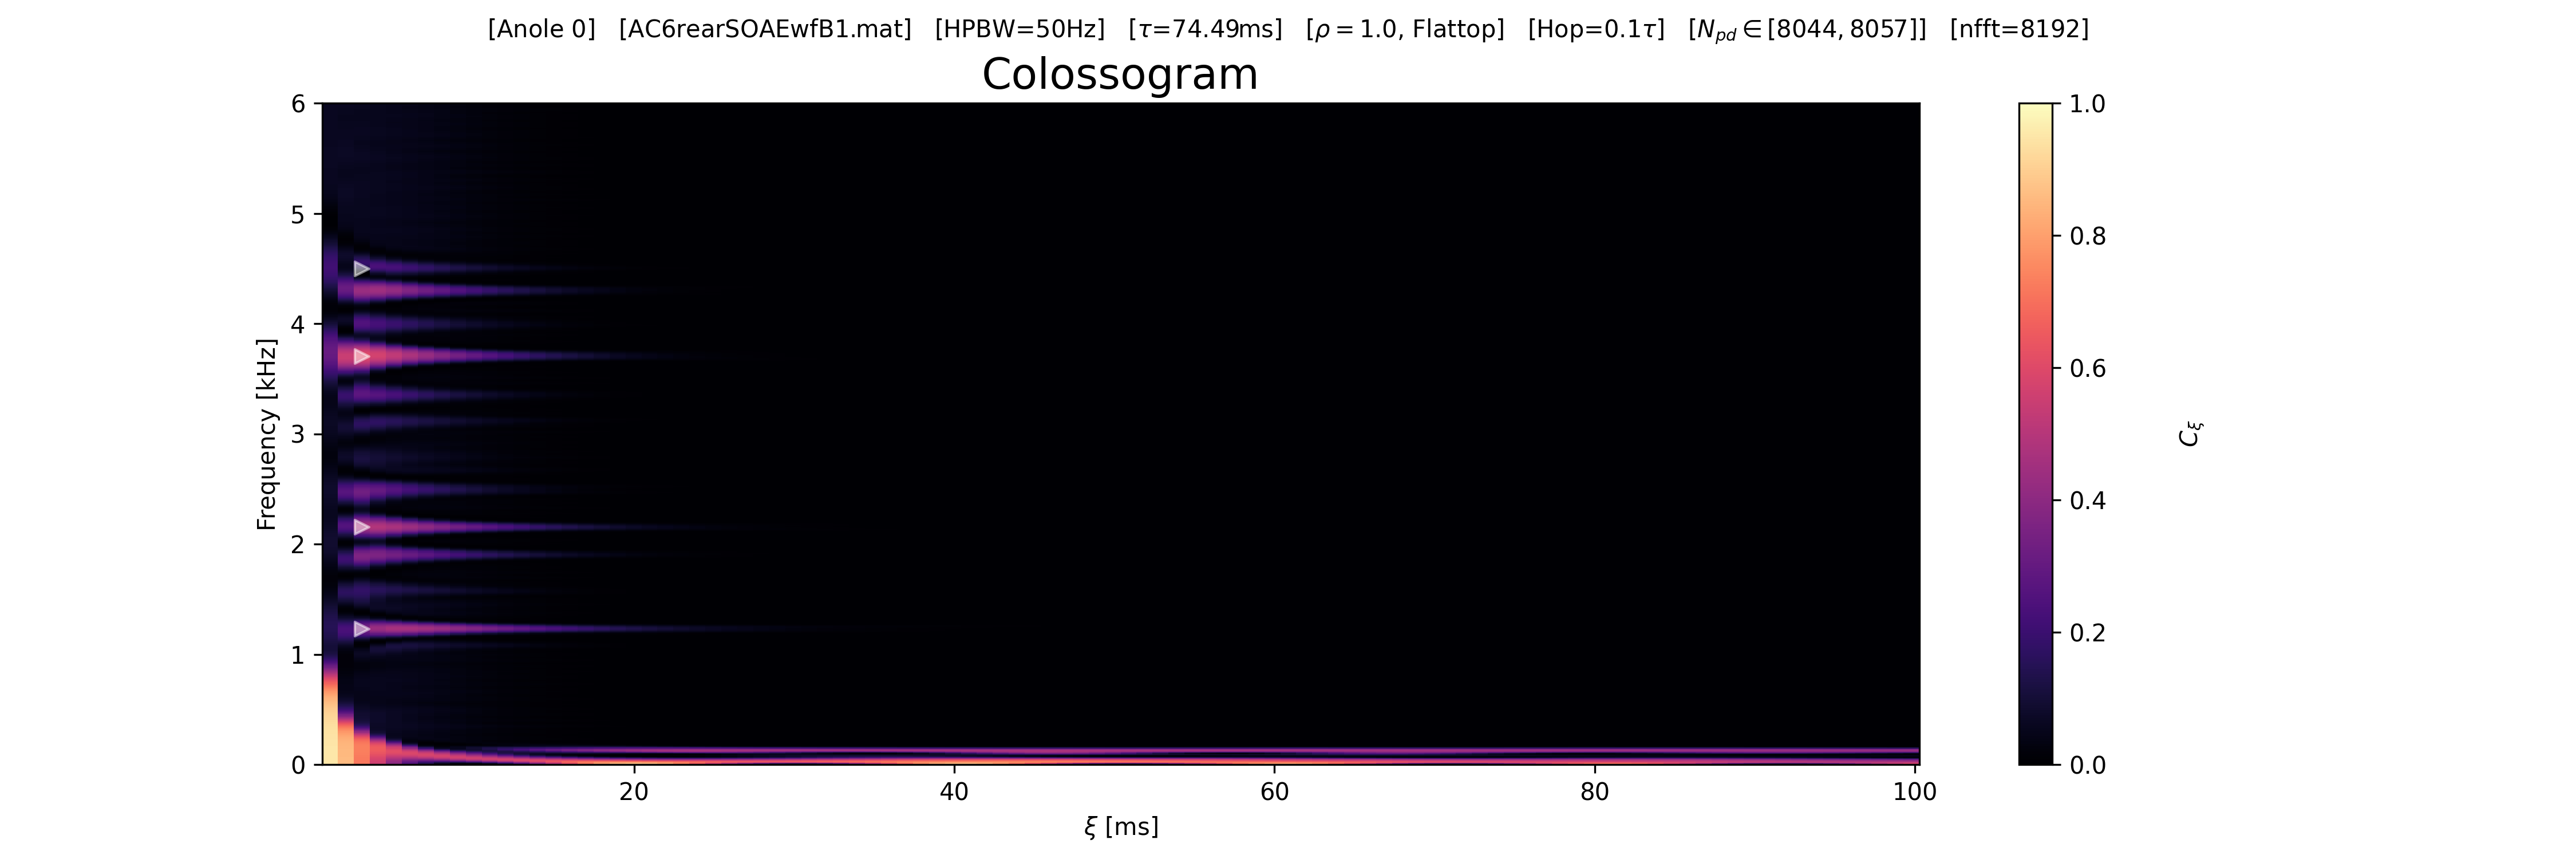 [Anole 0] [AC6rearSOAEwfB1.mat] [HPBW=50Hz] [τ=74.49ms] [ρ = 1.0, Flattop] [Hop=0.1τ] [N_pd ∈ [8044, 8057]] [nfft=8192]
Colossogram
6
5
4
3
2
1
0
Frequency [kHz]
20 40 60 80 100
ξ [ms]
1.0
0.8
0.6
0.4
0.2
0.0
C_ξ